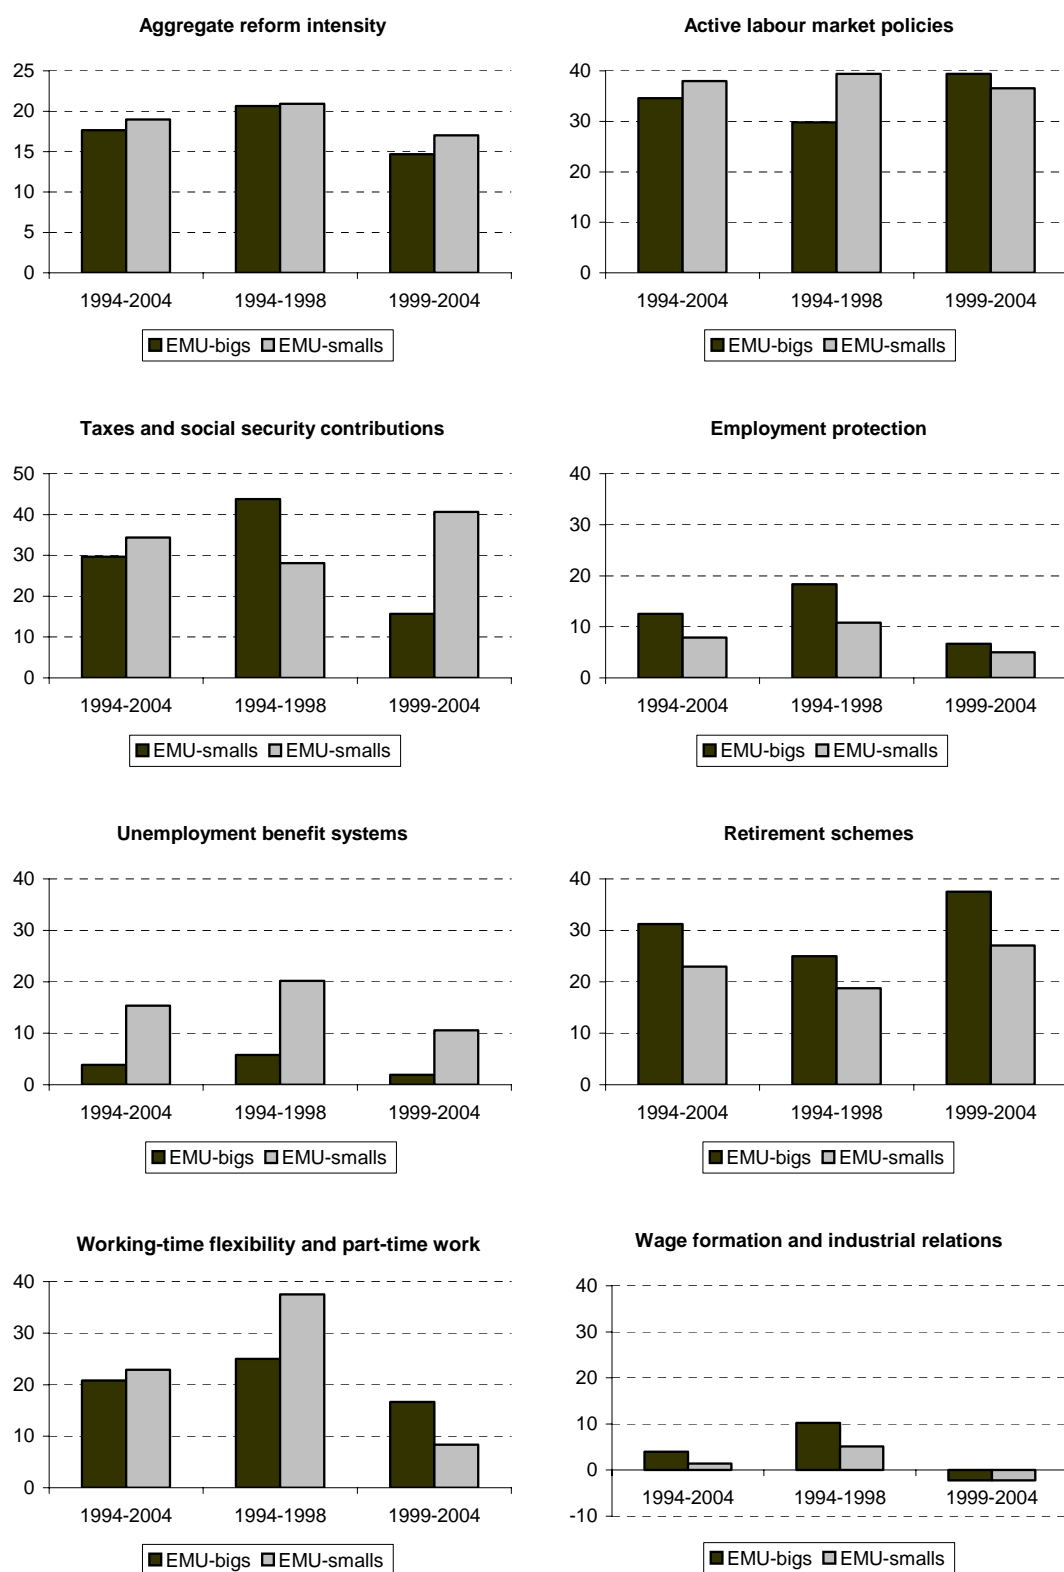 Aggregate reform intensity
25
20
15
10
5
0
1994-2004 1994-1998 1999-2004
EMU-bigs EMU-smalls
Active labour market policies
40
30
20
10
0
1994-2004 1994-1998 1999-2004
EMU-bigs EMU-smalls
Taxes and social security contributions
50
40
30
20
10
0
1994-2004 1994-1998 1999-2004
EMU-smalls EMU-smalls
Employment protection
40
30
20
10
0
1994-2004 1994-1998 1999-2004
EMU-bigs EMU-smalls
Unemployment benefit systems
40
30
20
10
0
1994-2004 1994-1998 1999-2004
EMU-bigs EMU-smalls
Retirement schemes
40
30
20
10
0
1994-2004 1994-1998 1999-2004
EMU-bigs EMU-smalls
Working-time flexibility and part-time work
40
30
20
10
0
1994-2004 1994-1998 1999-2004
EMU-bigs EMU-smalls
Wage formation and industrial relations
40
30
20
10
0
-10
1994-2004 1994-1998 1999-2004
EMU-bigs EMU-smalls